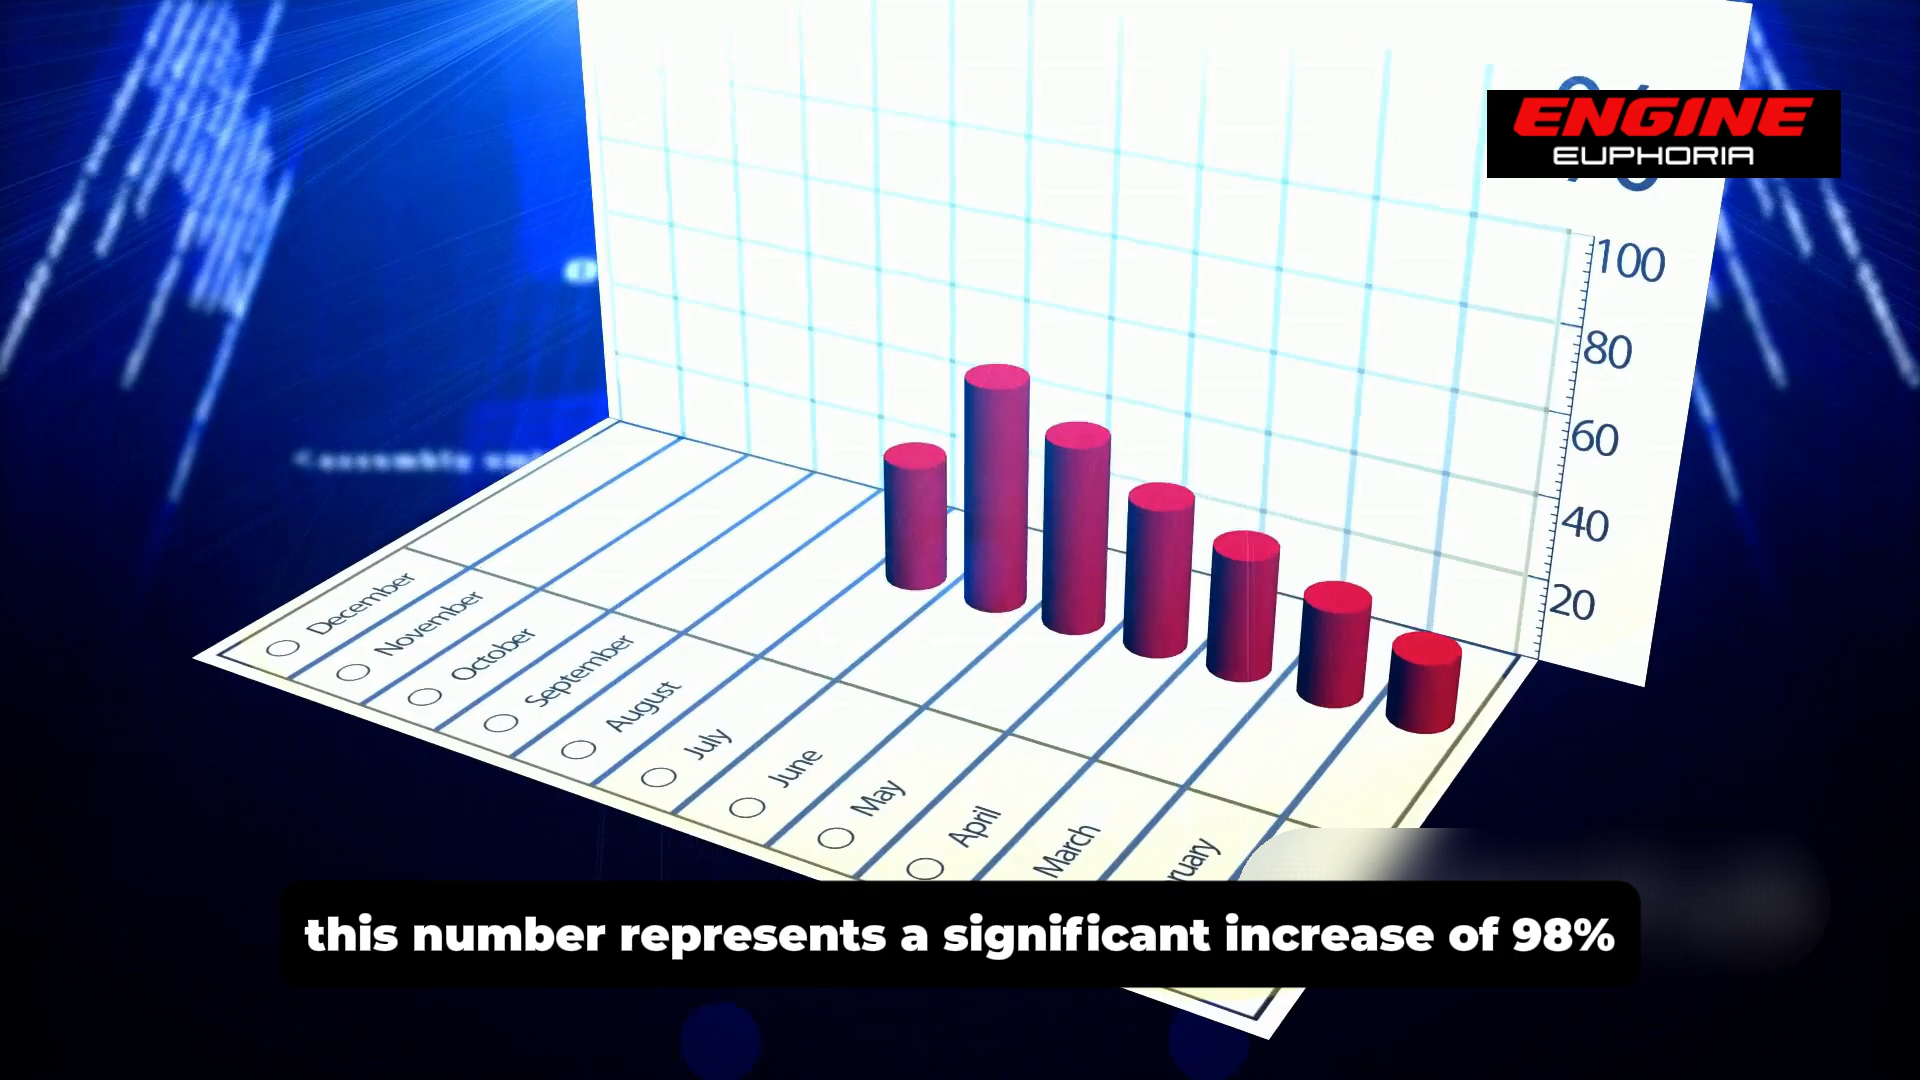 ENGINE
EUPHORIA
100
80
60
40
20
December
November
October
September
August
July
June
May
April
March
ruary
this number represents a significant increase of 98%